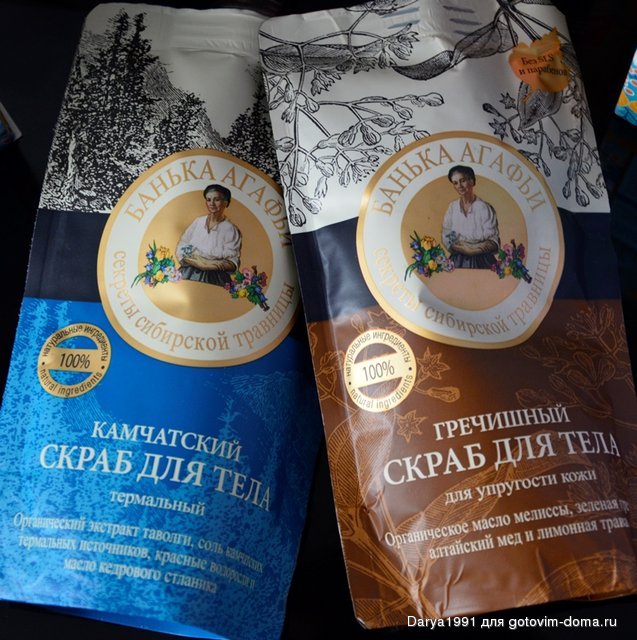 БАНЬКА АГАФЬИ
секреты сибирской травницы
натуральные ингредиенты
100%
natural ingredients
КАМЧАТСКИЙ
СКРАБ ДЛЯ ТЕЛА
термальный
Органический экстракт таволги, соль камчатских
термальных источников, красные водоросли и
масло кедрового стланика
Без SLS
и парабенов
БАНЬКА АГАФЬИ
секреты сибирской травницы
натуральные ингредиенты
100%
natural ingredients
ГРЕЧИШНЫЙ
СКРАБ ДЛЯ ТЕЛА
для упругости кожи
Органическое масло мелиссы, зеленая
алтайский мед и лимонная трава
Darya1991 для gotovim-doma.ru